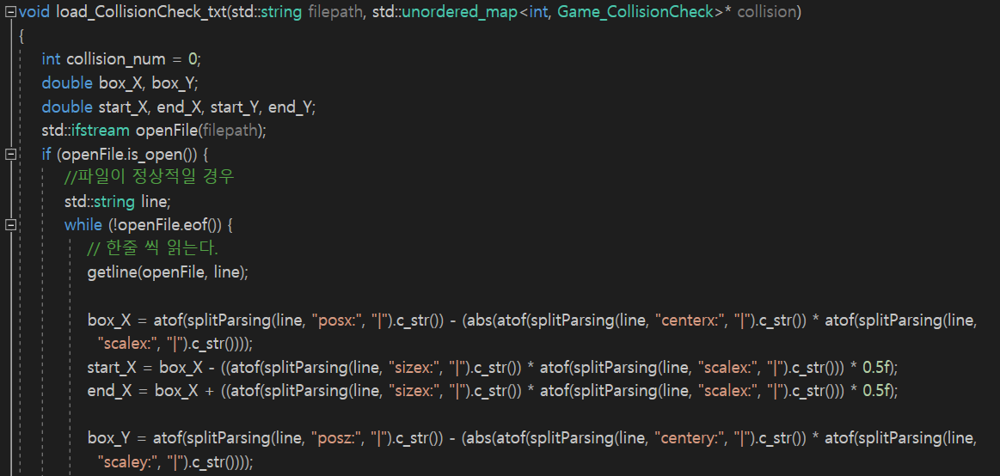 void load_CollisionCheck_txt(std::string filepath, std::unordered_map<int, Game_CollisionCheck>* collision)
{
int collision_num = 0;
double box_X, box_Y;
double start_X, end_X, start_Y, end_Y;
std::ifstream openFile(filepath);
if (openFile.is_open()) {
//파일이 정상적일 경우
std::string line;
while (!openFile.eof()) {
// 한줄 씩 읽는다.
getline(openFile, line);
box_X = atof(splitParsing(line, "posx:", "|").c_str()) - (abs(atof(splitParsing(line, "centerx:", "|").c_str()) * atof(splitParsing(line,
"scalex:", "|").c_str())));
start_X = box_X - ((atof(splitParsing(line, "sizex:", "|").c_str()) * atof(splitParsing(line, "scalex:", "|").c_str())) * 0.5f);
end_X = box_X + ((atof(splitParsing(line, "sizex:", "|").c_str()) * atof(splitParsing(line, "scalex:", "|").c_str())) * 0.5f);
box_Y = atof(splitParsing(line, "posz:", "|").c_str()) - (abs(atof(splitParsing(line, "centery:", "|").c_str()) * atof(splitParsing(line,
"scaley:", "|").c_str())));